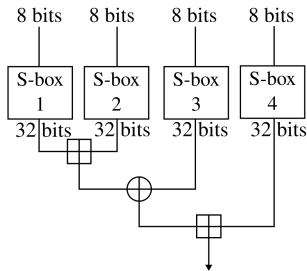 8 bits 8 bits 8 bits 8 bits
S-box S-box S-box S-box
1 2 3 4
32 bits 32 bits 32 bits 32 bits